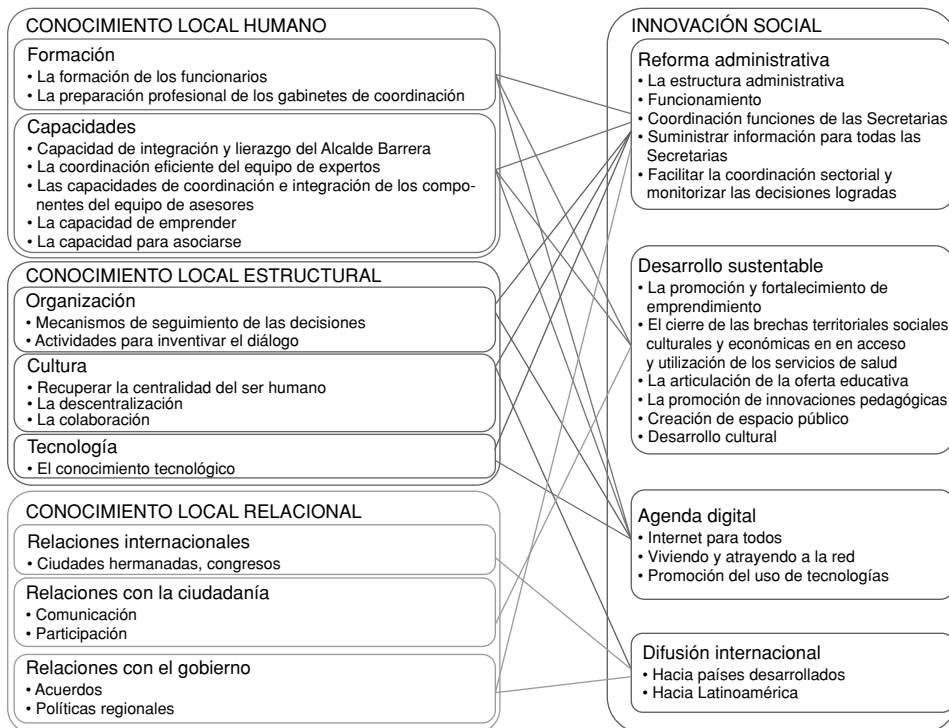 CONOCIMIENTO LOCAL HUMANO
Formación
• La formación de los funcionarios
• La preparación profesional de los gabinetes de coordinación
Capacidades
• Capacidad de integración y lierazgo del Alcalde Barrera
• La coordinación eficiente del equipo de expertos
• Las capacidades de coordinación e integración de los compo-
nentes del equipo de asesores
• La capacidad de emprender
• La capacidad para asociarse
CONOCIMIENTO LOCAL ESTRUCTURAL
Organización
• Mecanismos de seguimiento de las decisiones
• Actividades para inventivar el diálogo
Cultura
• Recuperar la centralidad del ser humano
• La descentralización
• La colaboración
Tecnología
• El conocimiento tecnológico
CONOCIMIENTO LOCAL RELACIONAL
Relaciones internacionales
• Ciudades hermanadas, congresos
Relaciones con la ciudadanía
• Comunicación
• Participación
Relaciones con el gobierno
• Acuerdos
• Políticas regionales
INNOVACIÓN SOCIAL
Reforma administrativa
• La estructura administrativa
• Funcionamiento
• Coordinación funciones de las Secretarias
• Suministrar información para todas las
Secretarias
• Facilitar la coordinación sectorial y
monitorizar las decisiones logradas
Desarrollo sustentable
• La promoción y fortalecimiento de
emprendimiento
• El cierre de las brechas territoriales sociales
culturales y económicas en en acceso
y utilización de los servicios de salud
• La articulación de la oferta educativa
• La promoción de innovaciones pedagógicas
• Creación de espacio público
• Desarrollo cultural
Agenda digital
• Internet para todos
• Viviendo y atrayendo a la red
• Promoción del uso de tecnologías
Difusión internacional
• Hacia países desarrollados
• Hacia Latinoamérica